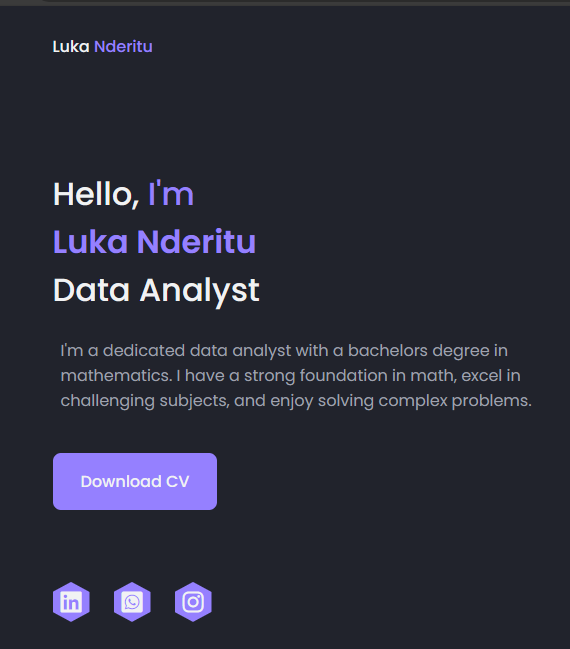 Luka Nderitu
Hello, I'm
Luka Nderitu
Data Analyst
I'm a dedicated data analyst with a bachelors degree in
mathematics. I have a strong foundation in math, excel in
challenging subjects, and enjoy solving complex problems.
Download CV
in